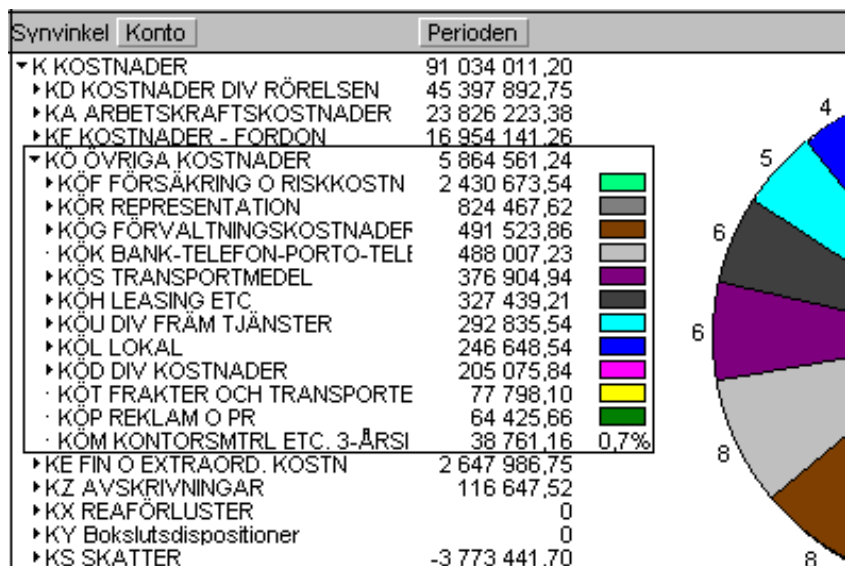 Synvinkel Konto Perioden
K KOSTNADER 91 034 011,20
KD KOSTNADER DIV RÖRELSEN 45 397 892,75
KA ARBETSKRAFTSKOSTNADER 23 826 223,38
KF KOSTNADER - FORDON 16 954 141,26
KÖ ÖVRIGA KOSTNADER 5 864 561,24
KÖF FÖRSÄKRING O RISKKOSTN 2 430 673,54
KÖR REPRESENTATION 824 467,62
KÖG FÖRVALTNINGSKOSTNADER 491 523,86
KÖK BANK-TELEFON-PORTO-TELE 488 007,23
KÖS TRANSPORTMEDEL 376 904,94
KÖH LEASING ETC 327 439,21
KÖU DIV FRÄM TJÄNSTER 292 835,54
KÖL LOKAL 246 648,54
KÖD DIV KOSTNADER 205 075,84
KÖT FRAKTER OCH TRANSPORTE 77 798,10
KÖP REKLAM O PR 64 425,66
KÖM KONTORSMTRL ETC. 3-ÅRSI 38 761,16 0,7%
KE FIN O EXTRAORD. KOSTN 2 647 986,75
KZ AVSKRIVNINGAR 116 647,52
KX REAFÖRLUSTER 0
KY Bokslutsdispositioner 0
KS SKATTER -3 773 441,70
4
5
6
6
8
8